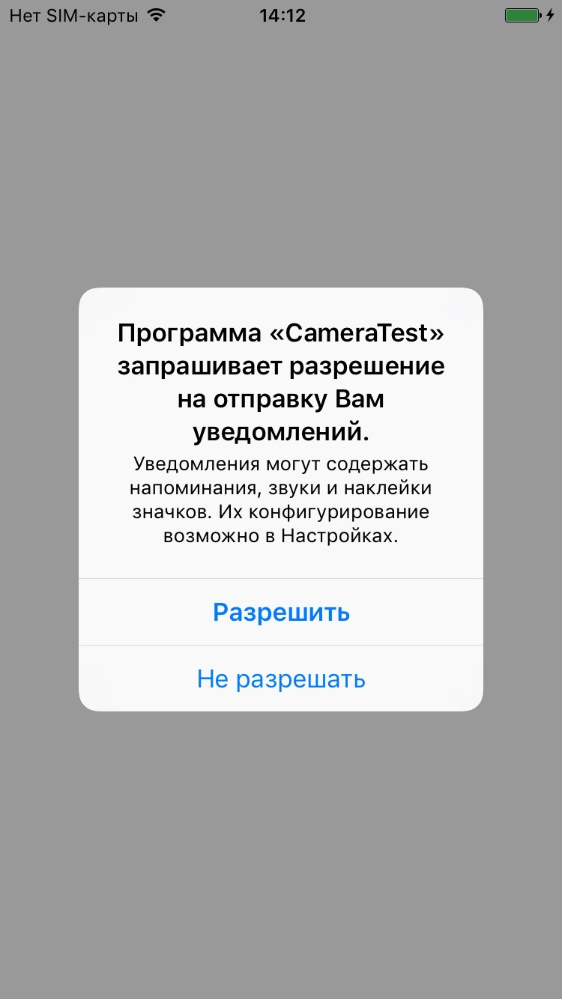 Нет SIM-карты 14:12
Программа «CameraTest»
запрашивает разрешение
на отправку Вам
уведомлений.
Уведомления могут содержать
напоминания, звуки и наклейки
значков. Их конфигурирование
возможно в Настройках.
Разрешить
Не разрешать